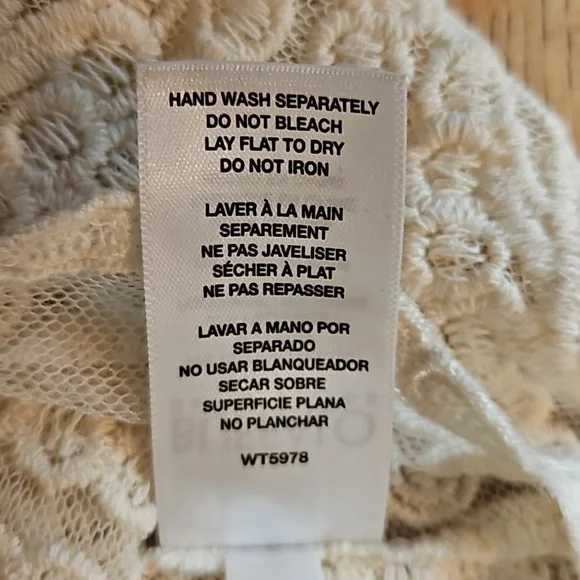 HAND WASH SEPARATELY
DO NOT BLEACH
LAY FLAT TO DRY
DO NOT IRON
LAVER À LA MAIN
SEPAREMENT
NE PAS JAVELISER
SÉCHER À PLAT
NE PAS REPASSER
LAVAR A MANO POR
SEPARADO
NO USAR BLANQUEADOR
SECAR SOBRE
SUPERFICIE PLANA
NO PLANCHAR
WT5978